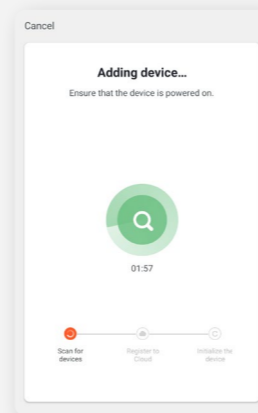 Cancel
Adding device...
Ensure that the device is powered on.
01:57
Scan for
devices
Register to
Cloud
Initialize the
device